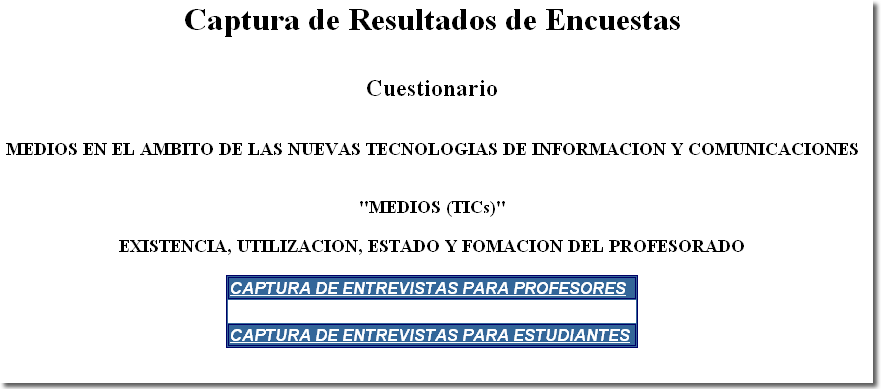 Captura de Resultados de Encuestas
Cuestionario
MEDIOS EN EL AMBITO DE LAS NUEVAS TECNOLOGIAS DE INFORMACION Y COMUNICACIONES
"MEDIOS (TICs)"
EXISTENCIA, UTILIZACION, ESTADO Y FOMACION DEL PROFESORADO
CAPTURA DE ENTREVISTAS PARA PROFESORES
CAPTURA DE ENTREVISTAS PARA ESTUDIANTES